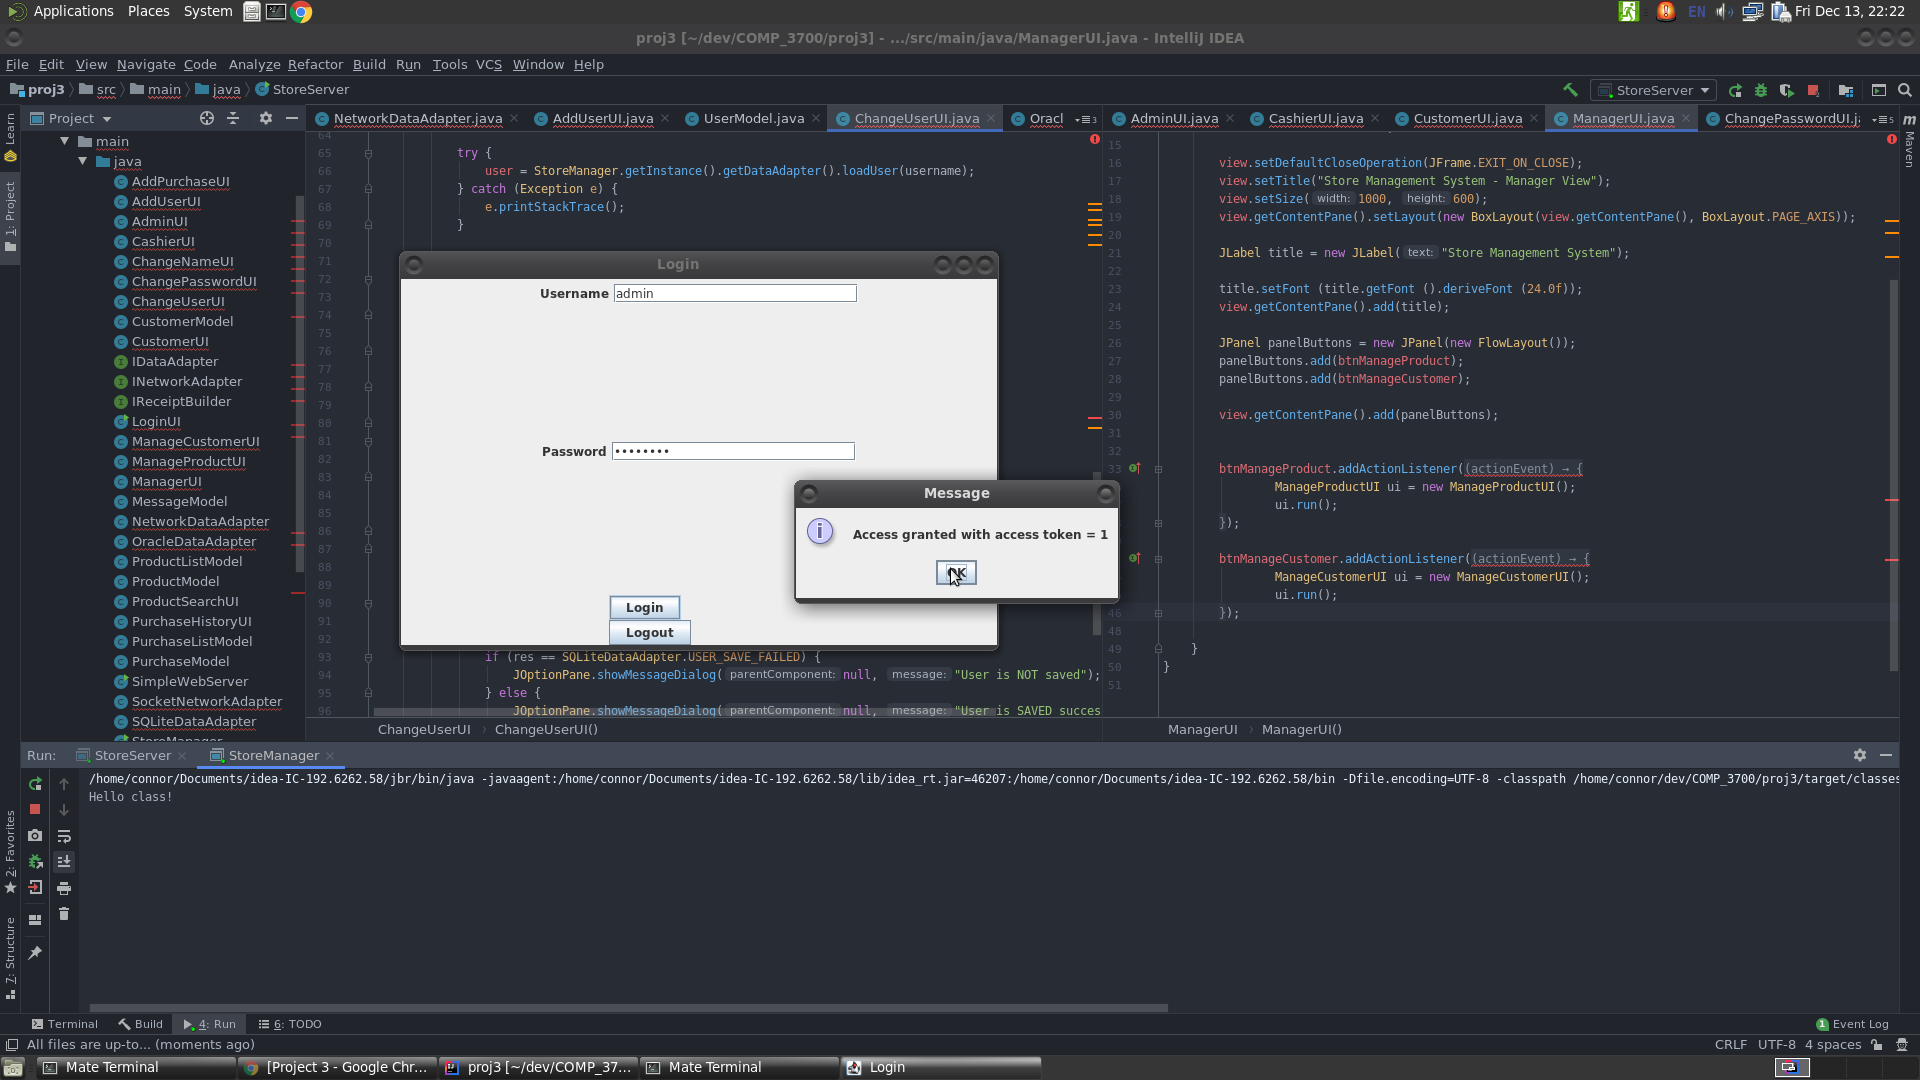 Applications Places System
EN Fri Dec 13, 22:22
proj3 [~/dev/COMP_3700/proj3] - .../src/main/java/ManagerUI.java - IntelliJ IDEA
File Edit View Navigate Code Analyze Refactor Build Run Tools VCS Window Help
proj3 src main java StoreServer
StoreServer
Learn
1: Project
Project
main
java
AddPurchaseUI
AddUserUI
AdminUI
CashierUI
ChangeNameUI
ChangePasswordUI
ChangeUserUI
CustomerModel
CustomerUI
IDataAdapter
INetworkAdapter
IReceiptBuilder
LoginUI
ManageCustomerUI
ManageProductUI
ManagerUI
MessageModel
NetworkDataAdapter
OracleDataAdapter
ProductListModel
ProductModel
ProductSearchUI
PurchaseHistoryUI
PurchaseListModel
PurchaseModel
SimpleWebServer
SocketNetworkAdapter
SQLiteDataAdapter
NetworkDataAdapter.java AddUserUI.java UserModel.java ChangeUserUI.java Oracl
64
65 try {
66 user = StoreManager.getInstance().getDataAdapter().loadUser(username);
67 } catch (Exception e) {
68 e.printStackTrace();
69 }
70
71
72
73
74
75
76
77
78
79
80
81
82
83
84
85
86
87
88
89
90
91
92
93 if (res == SQLiteDataAdapter.USER_SAVE_FAILED) {
94 JOptionPane.showMessageDialog( parentComponent: null, message: "User is NOT saved");
95 } else {
96 JOptionPane.showMessageDialog( parentComponent: null, message: "User is SAVED succes
ChangeUserUI ChangeUserUI()
Login
Username admin
Password ••••••••
Login
Logout
Message
Access granted with access token = 1
AdminUI.java CashierUI.java CustomerUI.java ManagerUI.java ChangePasswordUI.j
Maven
15
16 view.setDefaultCloseOperation(JFrame.EXIT_ON_CLOSE);
17 view.setTitle("Store Management System - Manager View");
18 view.setSize( width: 1000, height: 600);
19 view.getContentPane().setLayout(new BoxLayout(view.getContentPane(), BoxLayout.PAGE_AXIS));
20
21 JLabel title = new JLabel( text: "Store Management System");
22
23 title.setFont (title.getFont ().deriveFont (24.0f));
24 view.getContentPane().add(title);
25
26 JPanel panelButtons = new JPanel(new FlowLayout());
27 panelButtons.add(btnManageProduct);
28 panelButtons.add(btnManageCustomer);
29
30 view.getContentPane().add(panelButtons);
31
32
33 btnManageProduct.addActionListener((actionEvent) → {
ManageProductUI ui = new ManageProductUI();
ui.run();
});
btnManageCustomer.addActionListener((actionEvent) → {
ManageCustomerUI ui = new ManageCustomerUI();
ui.run();
46 });
48
49 }
50 }
51
ManagerUI ManagerUI()
Run: StoreServer StoreManager
/home/connor/Documents/idea-IC-192.6262.58/jbr/bin/java -javaagent:/home/connor/Documents/idea-IC-192.6262.58/lib/idea_rt.jar=46207:/home/connor/Documents/idea-IC-192.6262.58/bin -Dfile.encoding=UTF-8 -classpath /home/connor/dev/COMP_3700/proj3/target/classes
Hello class!
2: Favorites
7: Structure
Terminal Build 4: Run 6: TODO
1 Event Log
All files are up-to... (moments ago)
CRLF UTF-8 4 spaces
Mate Terminal [Project 3 - Google Chr... proj3 [~/dev/COMP_37... Mate Terminal Login